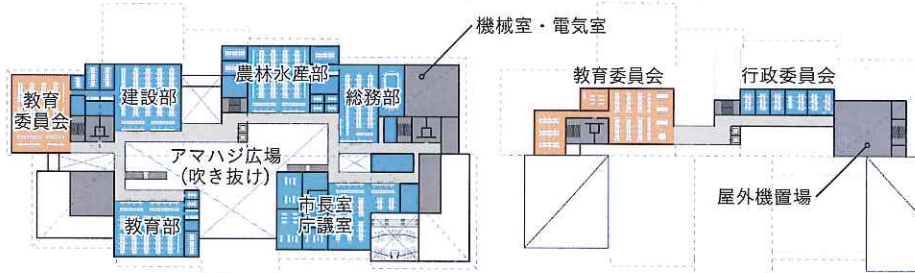 機械室・電気室
農林水産部
教育
委員会
建設部
総務部
アマハジ広場
(吹き抜け)
市長室
庁議室
教育部
教育委員会
行政委員会
屋外機置場